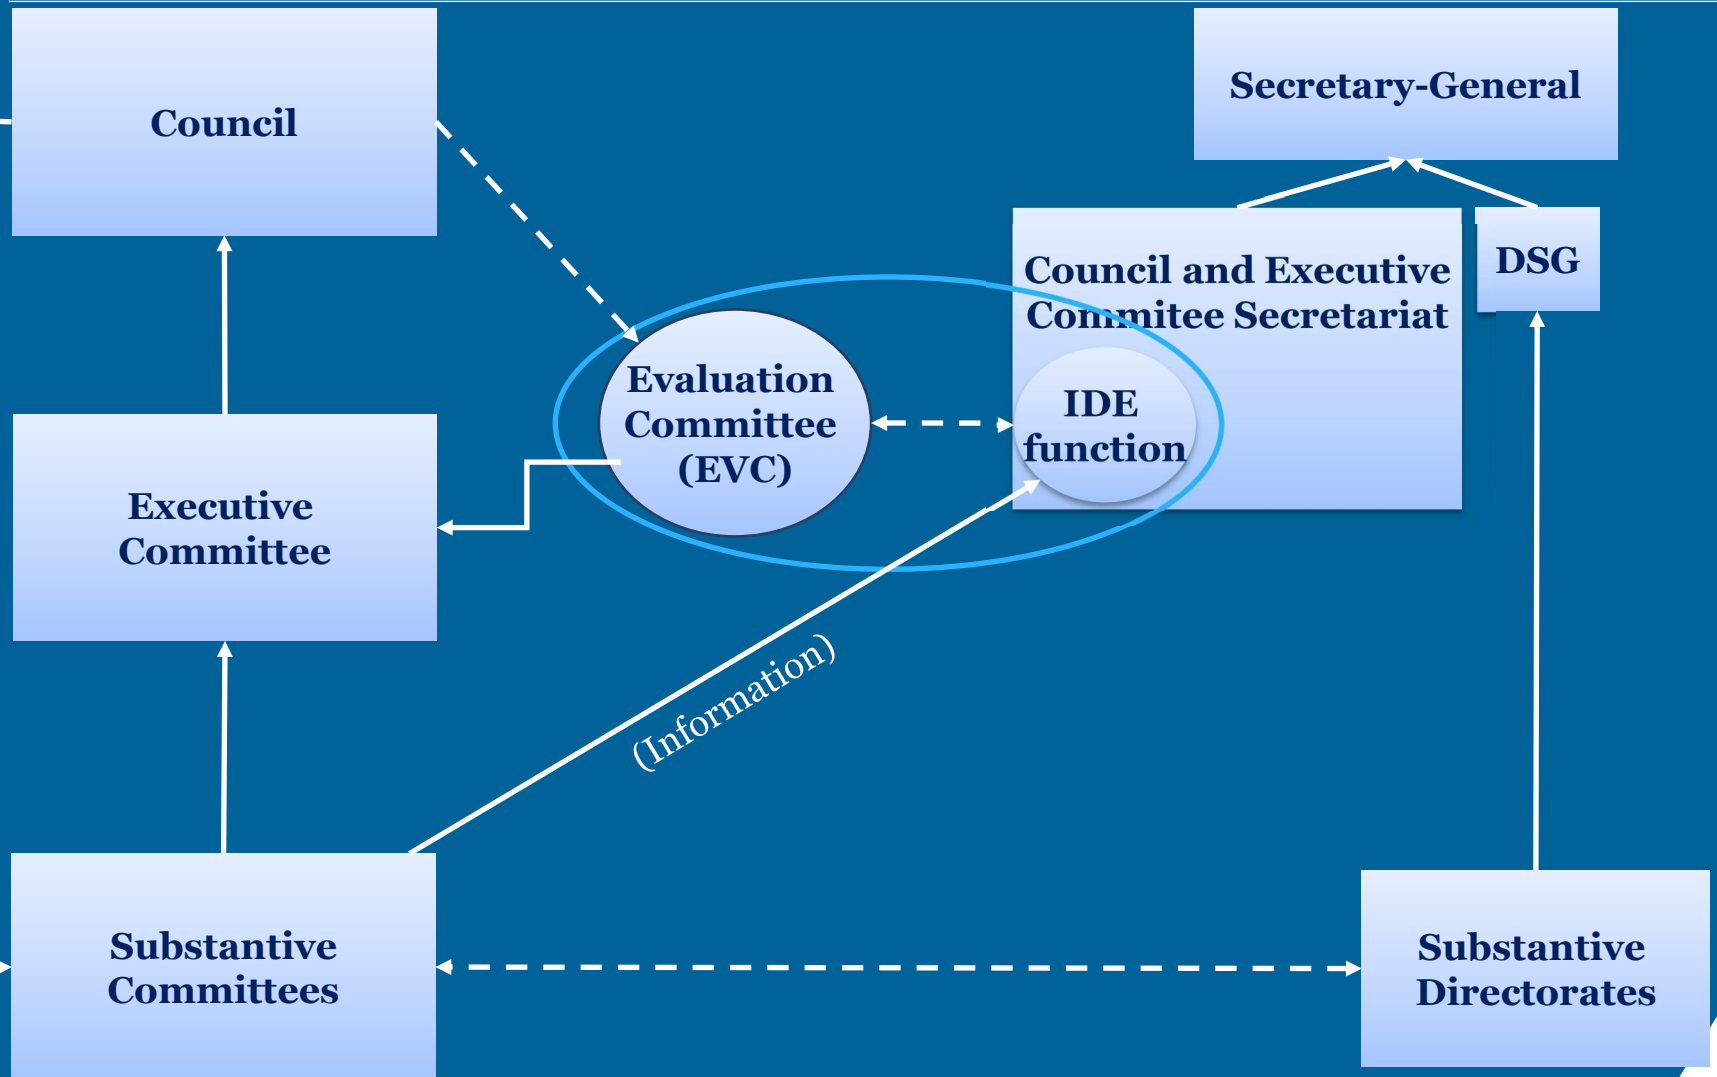 Council
Secretary-General
Council and Executive
Commitee Secretariat
DSG
Evaluation
Committee
(EVC)
IDE
function
Executive
Committee
(Information)
Substantive
Committees
Substantive
Directorates